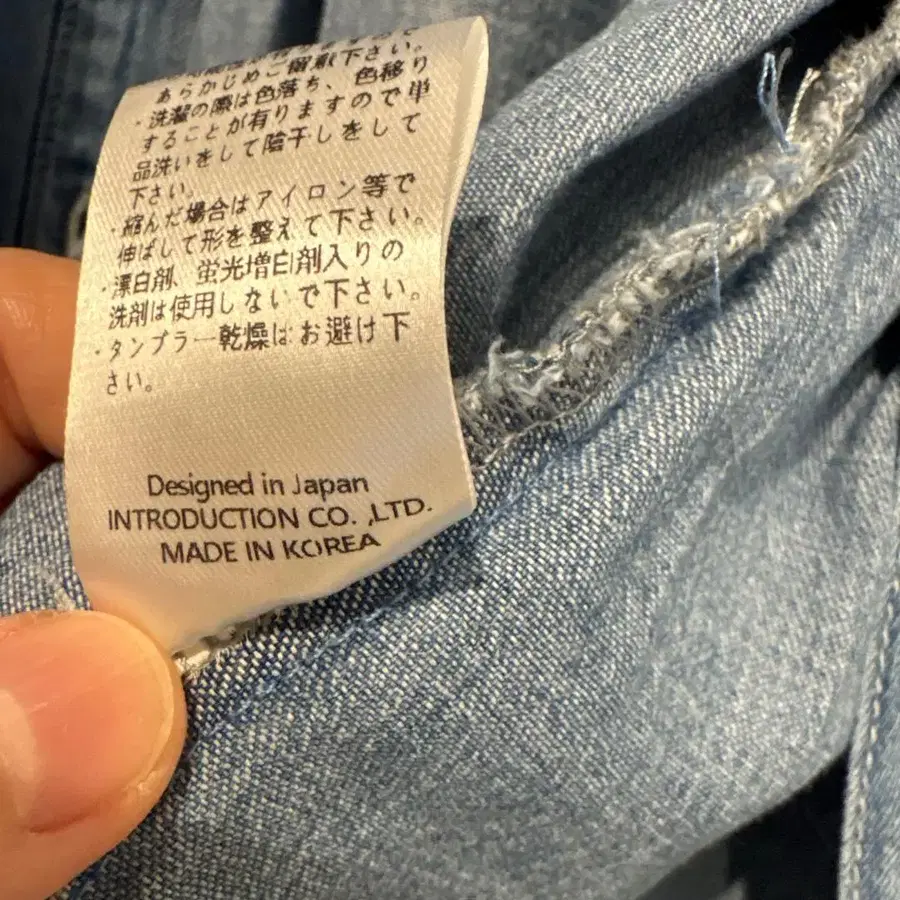 あらかじめご留意下さい。
・洗濯の際は色落ち、色移り
することが有りますので単
品洗いをして陰干しをして
下さい。
縮んだ場合はアイロン等で
伸ばして形を整えて下さい。
・漂白剤、蛍光増白剤入りの
洗剤は使用しないで下さい。
・タンブラー乾燥はお避け下
さい。
Designed in Japan
INTRODUCTION CO. ,LTD.
MADE IN KOREA